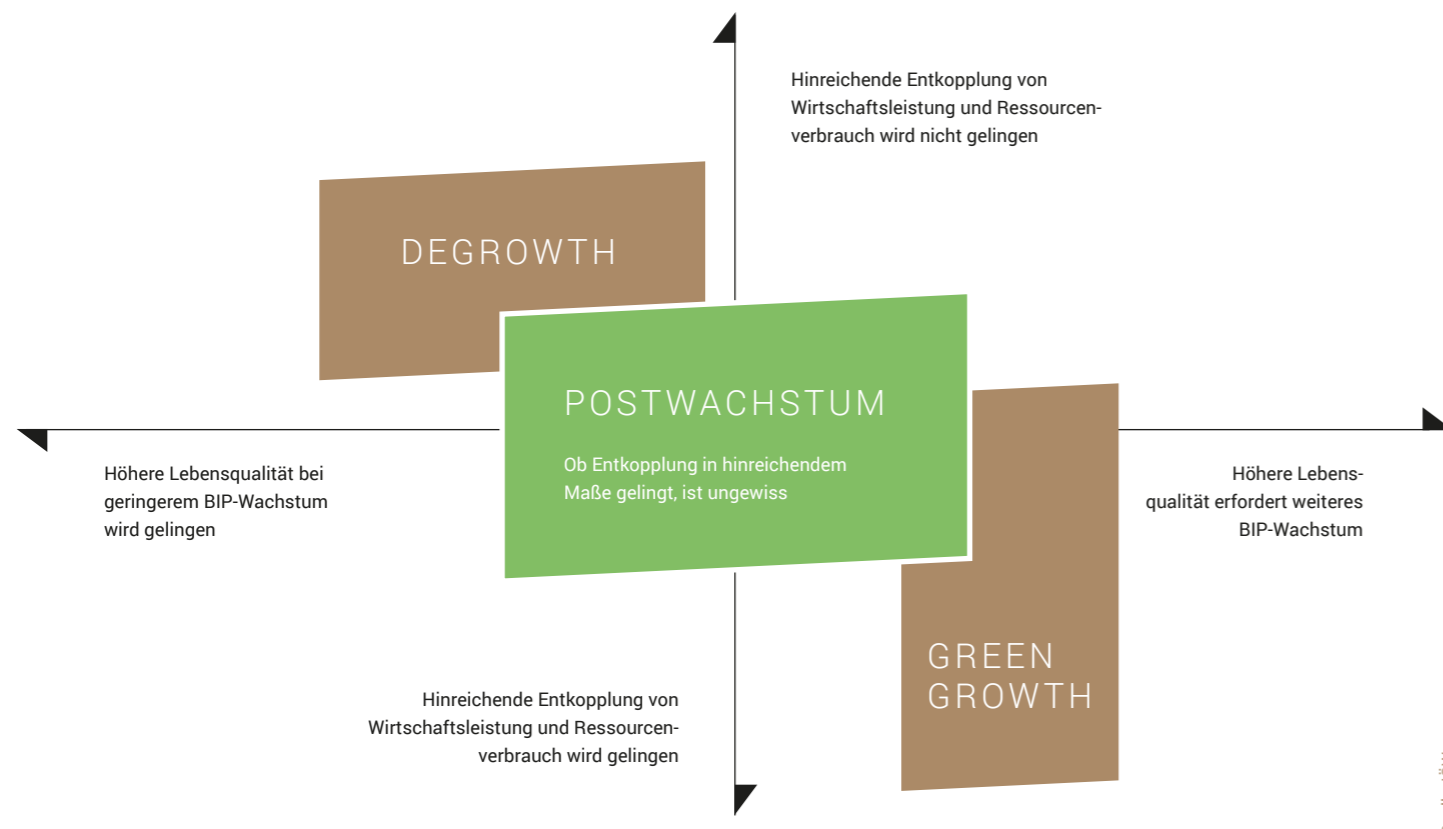 Hinreichende Entkopplung von
Wirtschaftsleistung und Ressourcen-
verbrauch wird nicht gelingen
DEGROWTH
POSTWACHSTUM
Ob Entkopplung in hinreichendem
Maße gelingt, ist ungewiss
Höhere Lebensqualität bei
geringerem BIP-Wachstum
wird gelingen
Höhere Lebens-
qualität erfordert weiteres
BIP-Wachstum
GREEN
GROWTH
Hinreichende Entkopplung von
Wirtschaftsleistung und Ressourcen-
verbrauch wird gelingen